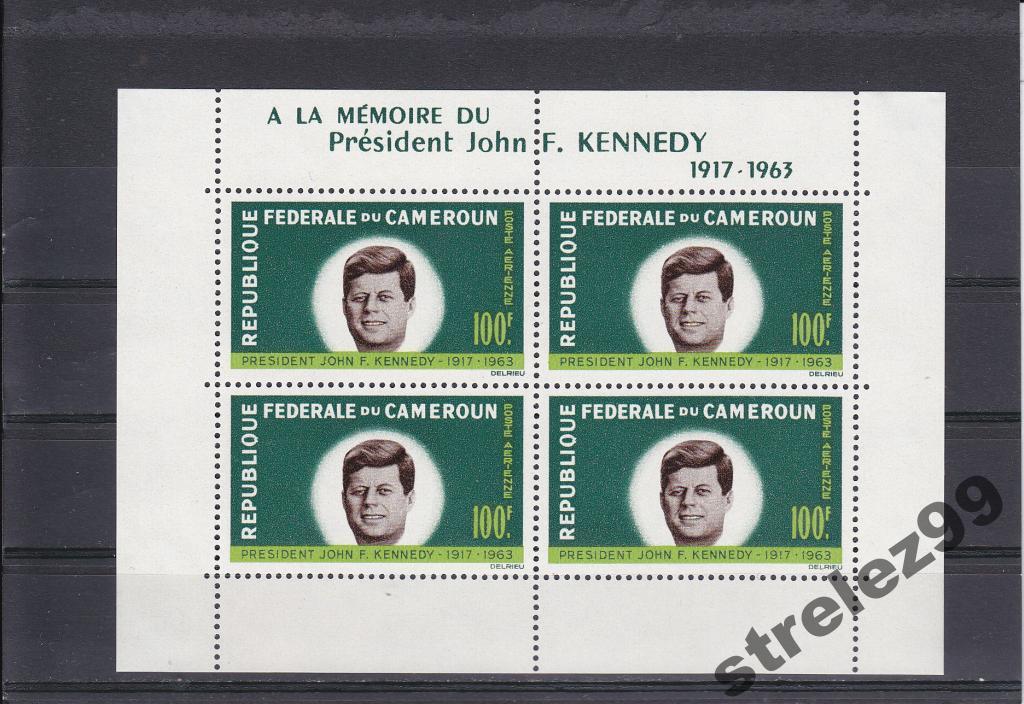 A LA MÉMOIRE DU
Président John F. KENNEDY
1917 - 1963
REPUBLIQUE
FEDERALE DU CAMEROUN
POSTE AERIENNE
100F
PRESIDENT JOHN F. KENNEDY - 1917 - 1963
DELRIEU
REPUBLIQUE
FEDERALE DU CAMEROUN
POSTE AERIENNE
100F
PRESIDENT JOHN F. KENNEDY - 1917 - 1963
DELRIEU
REPUBLIQUE
FEDERALE DU CAMEROUN
POSTE AERIENNE
100F
PRESIDENT JOHN F. KENNEDY - 1917 - 1963
DELRIEU
REPUBLIQUE
FEDERALE DU CAMEROUN
POSTE AERIENNE
100F
PRESIDENT JOHN F. KENNEDY - 1917 - 1963
DELRIEU
strelez99